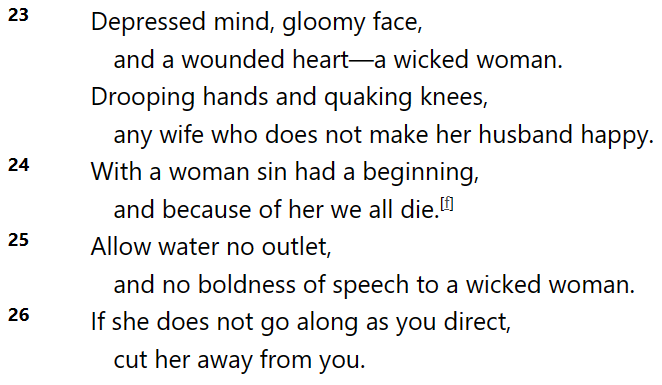 23 Depressed mind, gloomy face,
and a wounded heart—a wicked woman.
Drooping hands and quaking knees,
any wife who does not make her husband happy.
24 With a woman sin had a beginning,
and because of her we all die.[f]
25 Allow water no outlet,
and no boldness of speech to a wicked woman.
26 If she does not go along as you direct,
cut her away from you.